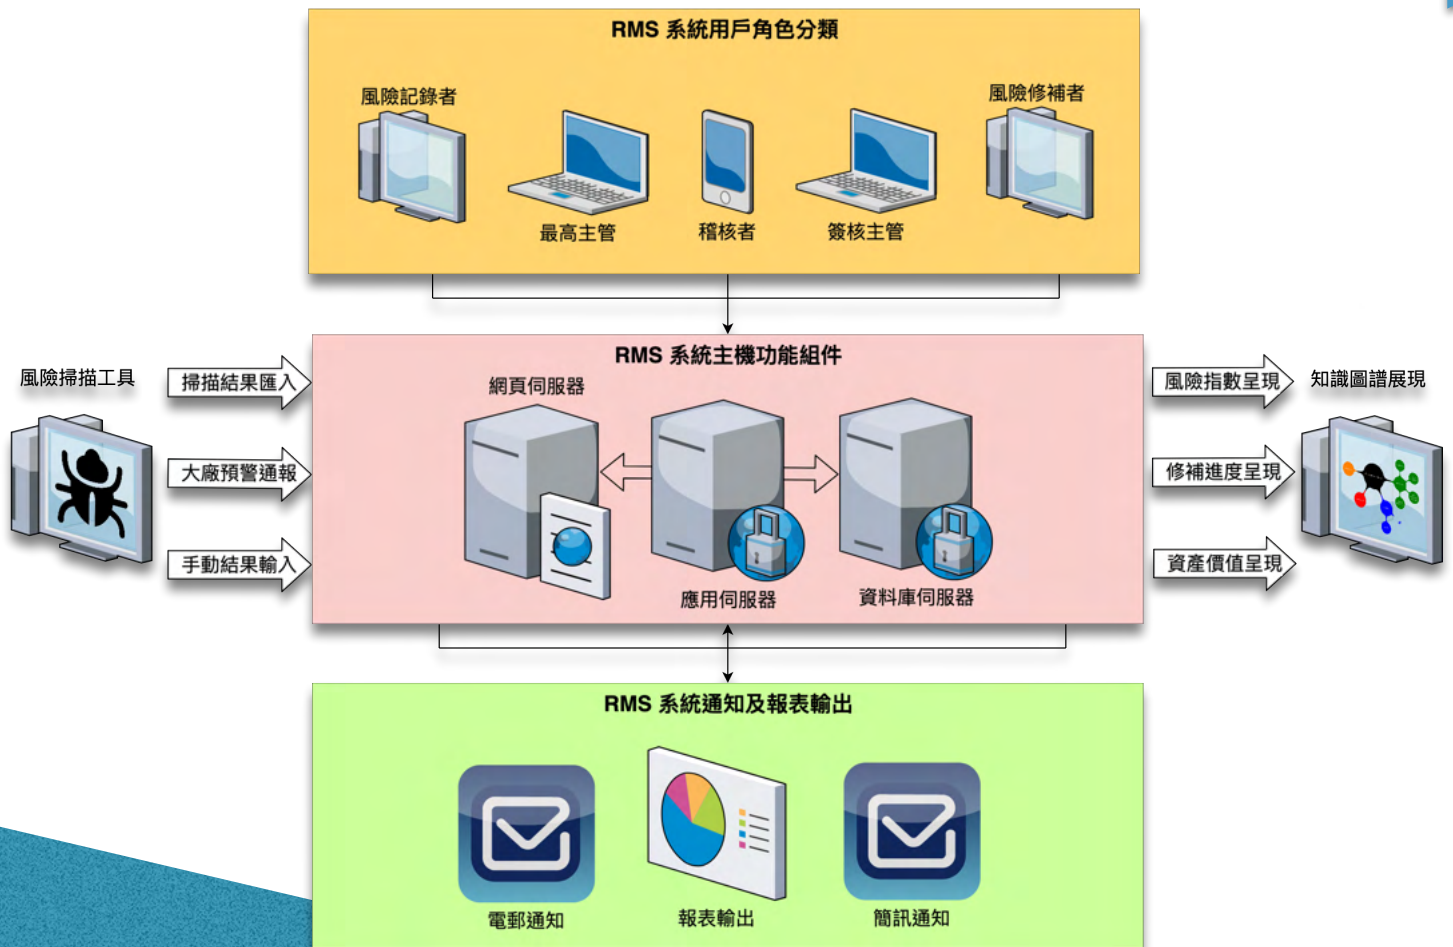 RMS 系統用戶角色分類
風險記錄者
風險修補者
最高主管
稽核者
簽核主管
RMS 系統主機功能組件
風險掃描工具
掃描結果匯入
大廠預警通報
手動結果輸入
網頁伺服器
應用伺服器
資料庫伺服器
風險指數呈現
修補進度呈現
資產價值呈現
知識圖譜展現
RMS 系統通知及報表輸出
電郵通知
報表輸出
簡訊通知